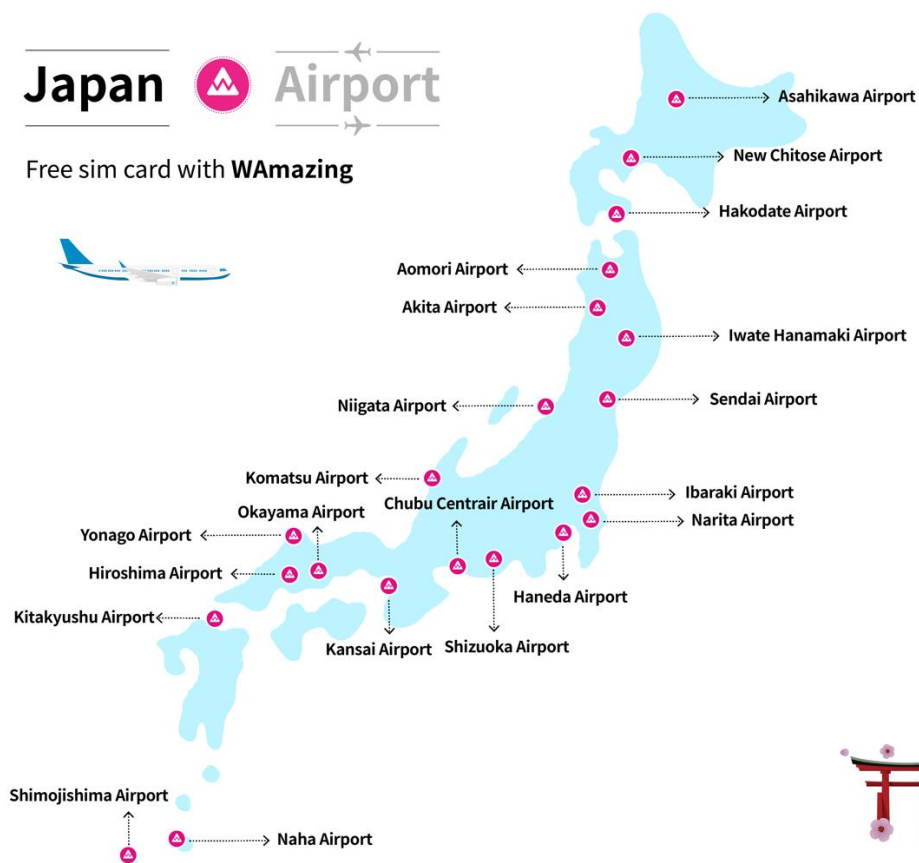 Japan Airport
Free sim card with WAmazing
Asahikawa Airport
New Chitose Airport
Hakodate Airport
Aomori Airport
Akita Airport
Iwate Hanamaki Airport
Niigata Airport
Sendai Airport
Komatsu Airport
Chubu Centrair Airport
Ibaraki Airport
Okayama Airport
Narita Airport
Yonago Airport
Hiroshima Airport
Haneda Airport
Kitakyushu Airport
Kansai Airport
Shizuoka Airport
Shimojishima Airport
Naha Airport